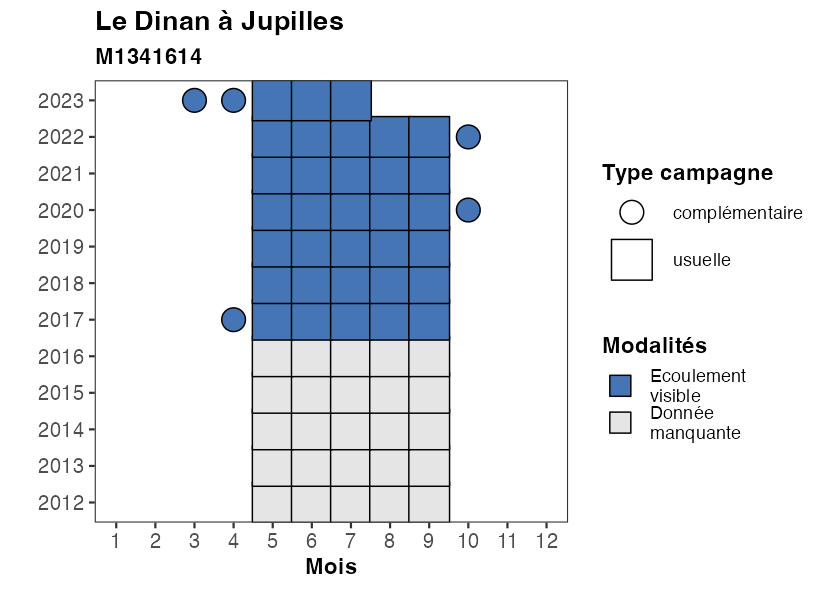 Le Dinan à Jupilles
M1341614
2023
2022
2021
2020
2019
2018
2017
2016
2015
2014
2013
2012
1 2 3 4 5 6 7 8 9 10 11 12
Mois
Type campagne
complémentaire
usuelle
Modalités
Ecoulement
visible
Donnée
manquante